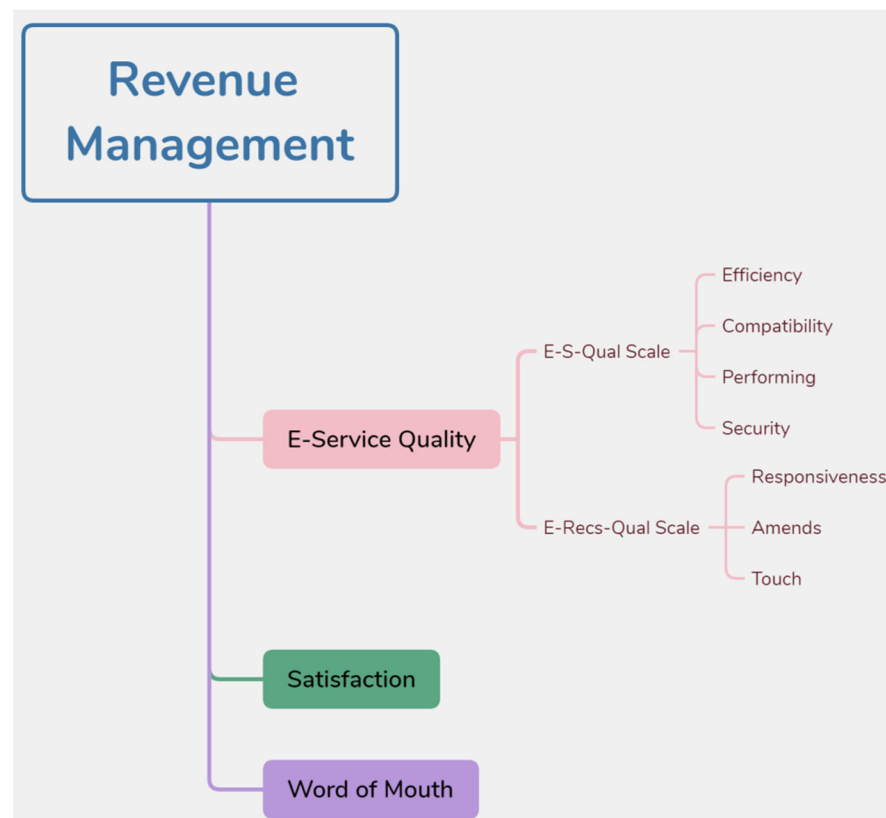 Revenue
Management
E-Service Quality
E-S-Qual Scale
Efficiency
Compatibility
Performing
Security
E-Recs-Qual Scale
Responsiveness
Amends
Touch
Satisfaction
Word of Mouth